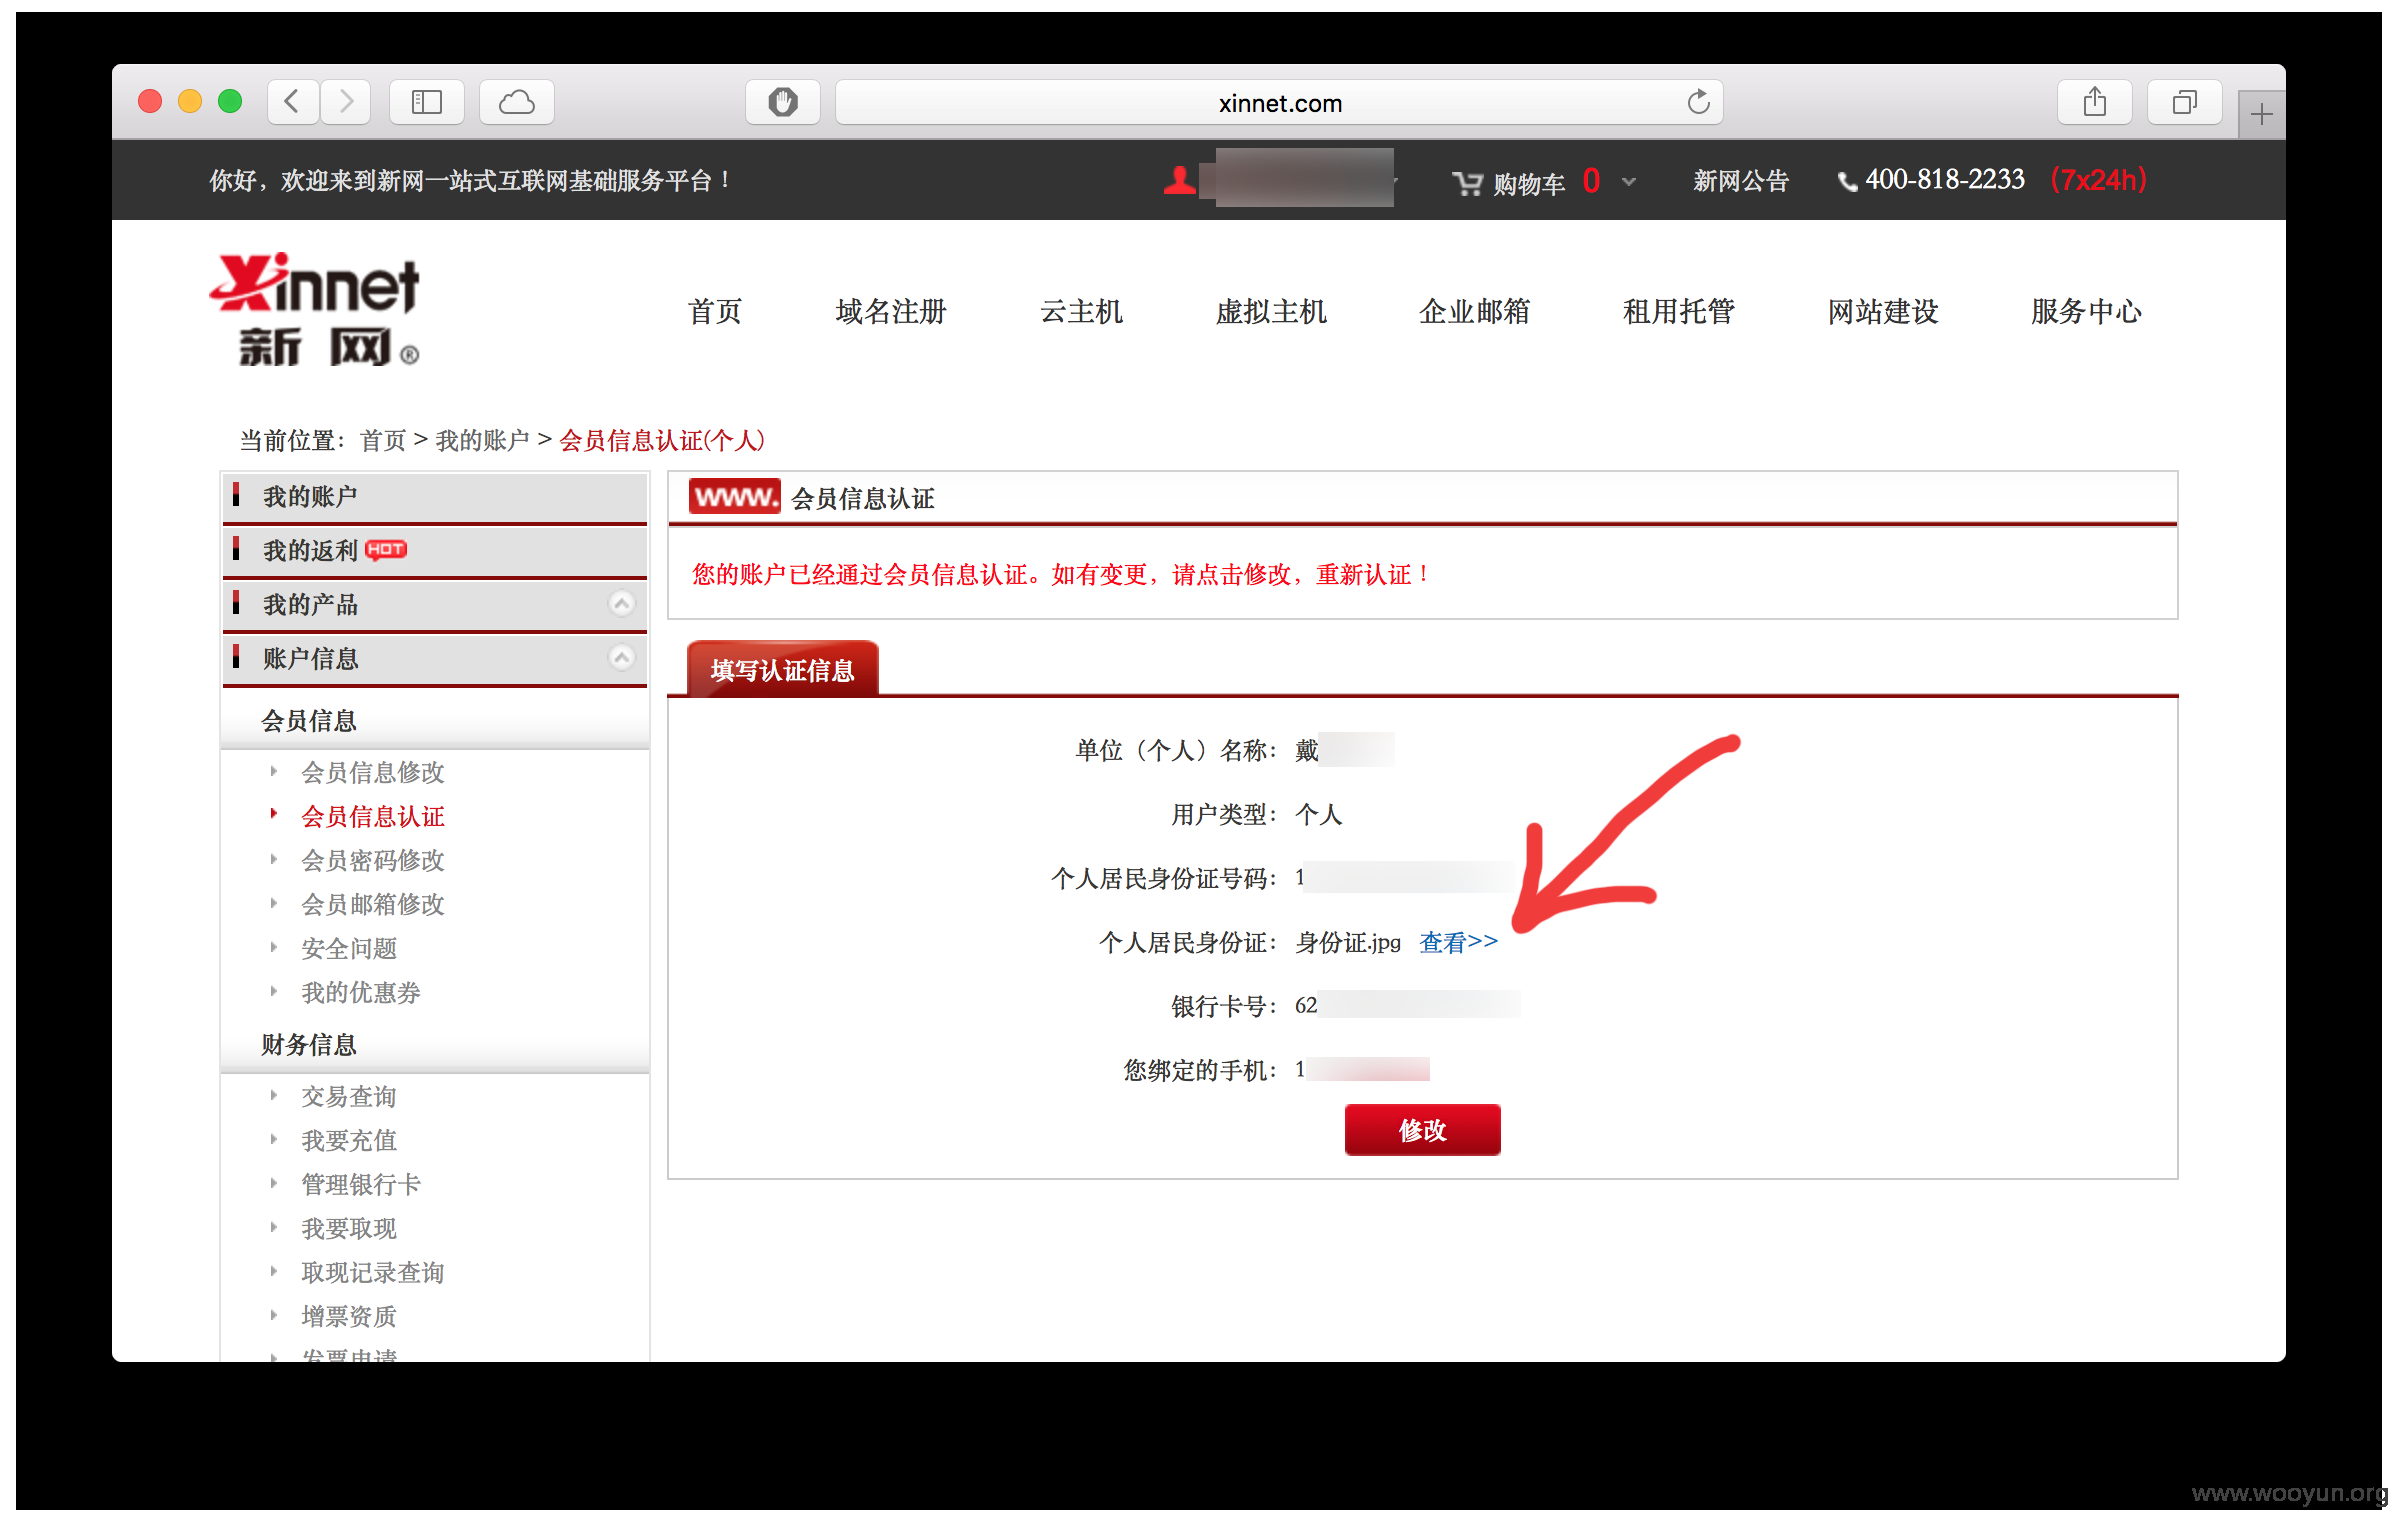 xinnet.com
你好，欢迎来到新网一站式互联网基础服务平台！
购物车 0
新网公告
400-818-2233 (7x24h)
Xinnet
新网®
首页 域名注册 云主机 虚拟主机 企业邮箱 租用托管 网站建设 服务中心
当前位置：首页 > 我的账户 > 会员信息认证(个人)
我的账户
我的返利 HOT
我的产品
账户信息
会员信息
会员信息修改
会员信息认证
会员密码修改
会员邮箱修改
安全问题
我的优惠券
财务信息
交易查询
我要充值
管理银行卡
我要取现
取现记录查询
增票资质
发票申请
www. 会员信息认证
您的账户已经通过会员信息认证。如有变更，请点击修改，重新认证！
填写认证信息
单位（个人）名称：戴
用户类型：个人
个人居民身份证号码：1
个人居民身份证：身份证.jpg 查看>>
银行卡号：62
您绑定的手机：1
修改
www.wooyun.org